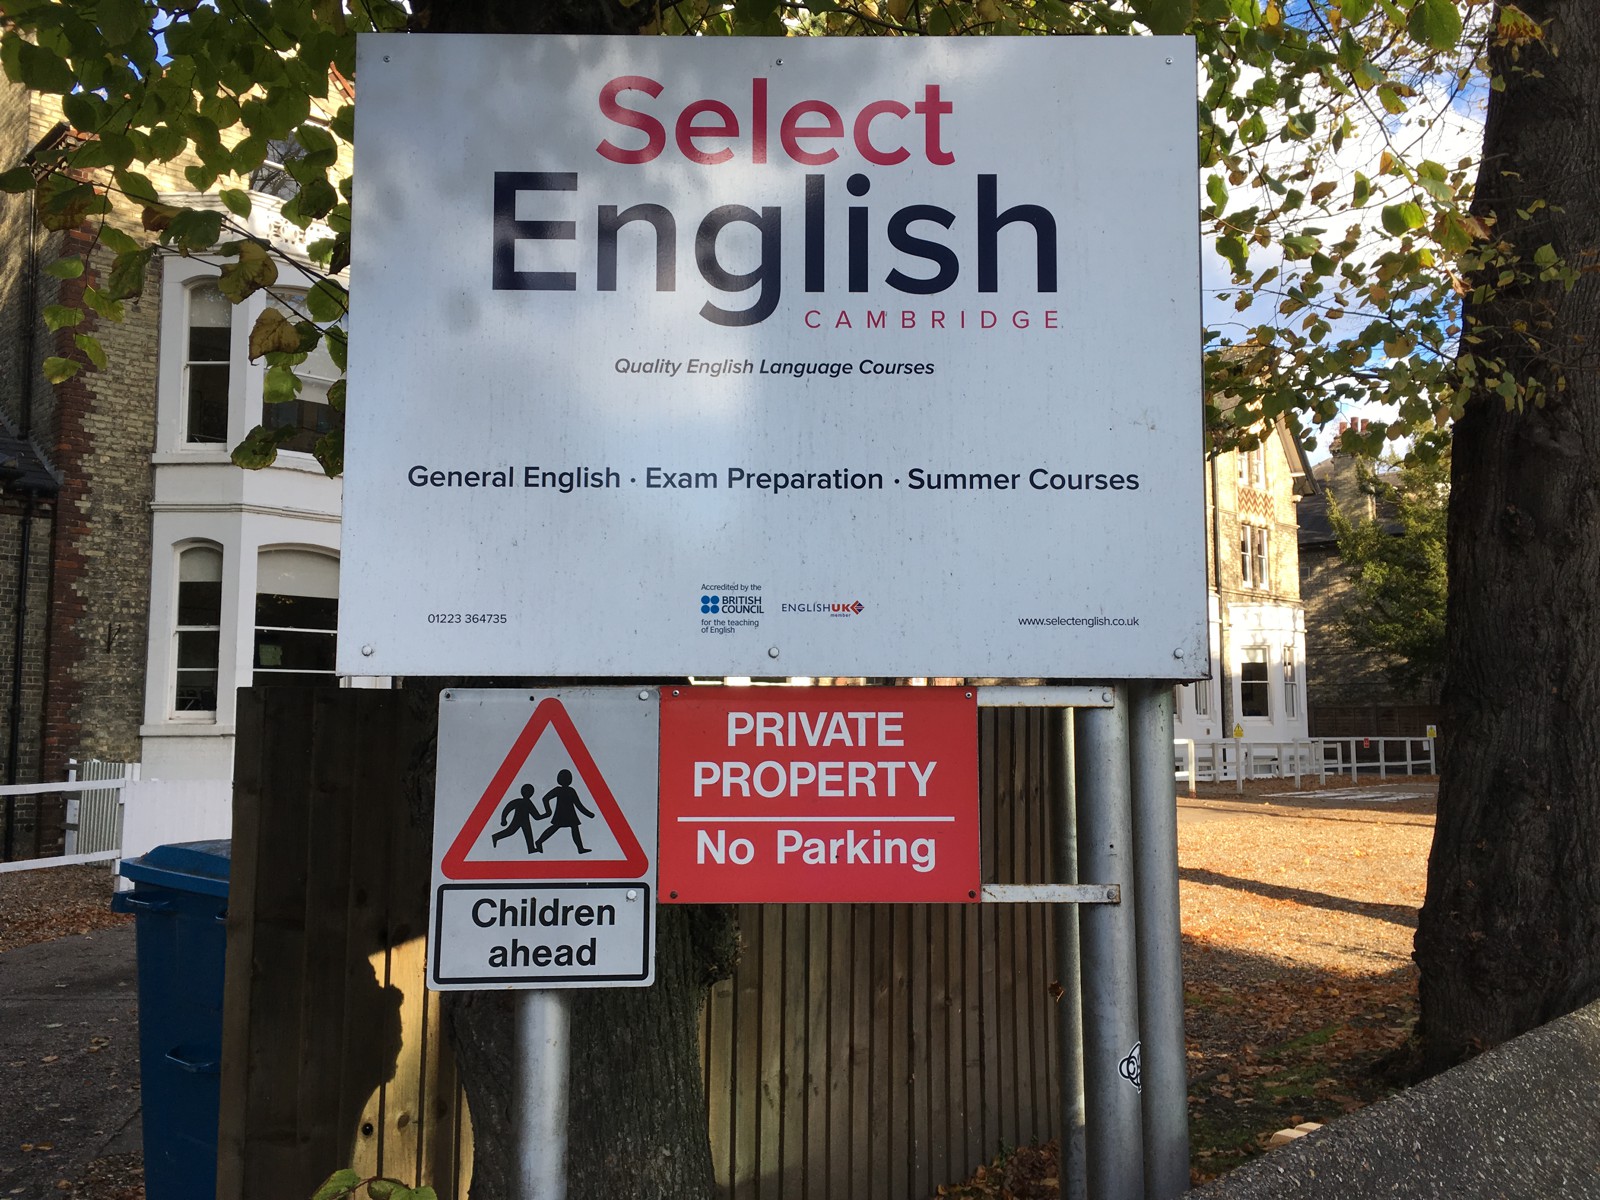 Select
English
CAMBRIDGE
Quality English Language Courses
General English · Exam Preparation · Summer Courses
01223 364735
Accredited by the
BRITISH
COUNCIL
for the teaching
of English
ENGLISHUK
member
www.selectenglish.co.uk
Children
ahead
PRIVATE
PROPERTY
No Parking